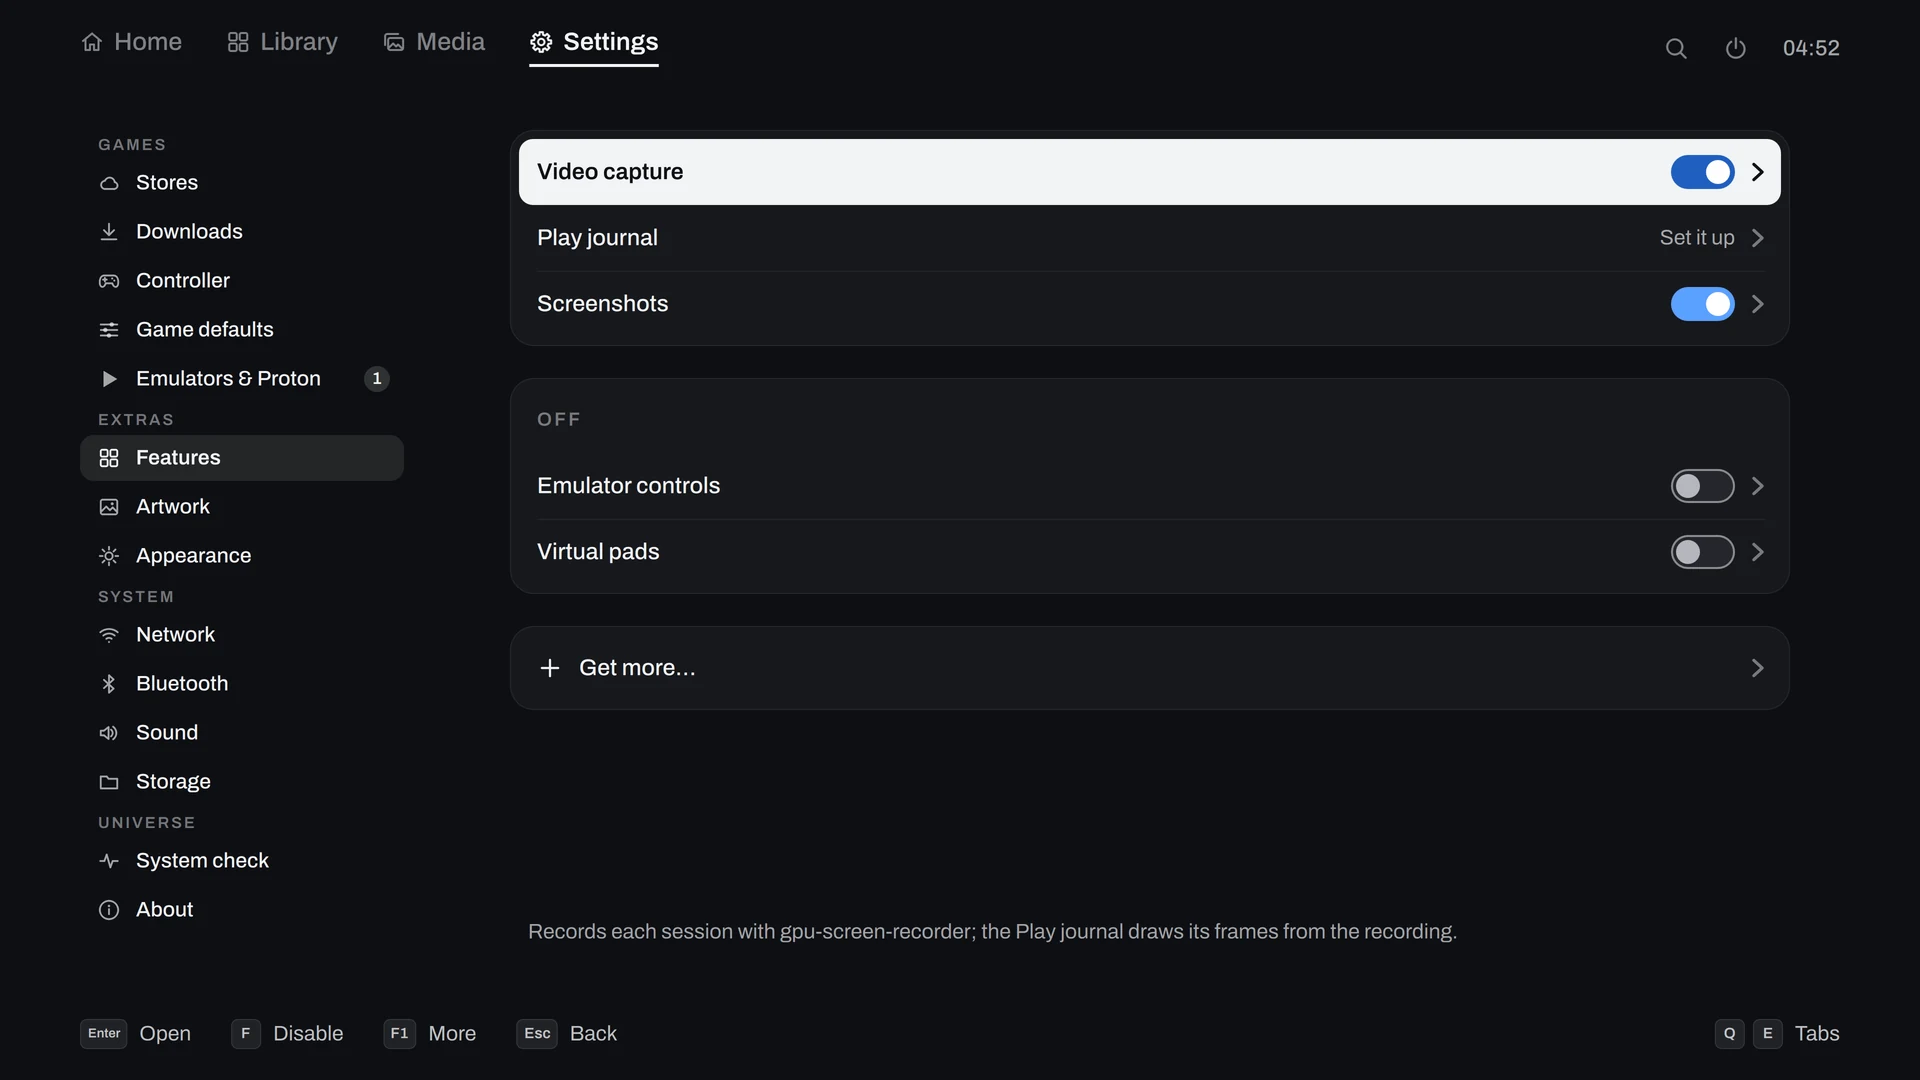 Home
Library
Media
Settings
04:52
GAMES
Stores
Downloads
Controller
Game defaults
Emulators & Proton
1
EXTRAS
Features
Artwork
Appearance
SYSTEM
Network
Bluetooth
Sound
Storage
UNIVERSE
System check
About
Video capture
Play journal
Set it up
Screenshots
OFF
Emulator controls
Virtual pads
Get more...
Records each session with gpu-screen-recorder; the Play journal draws its frames from the recording.
Enter Open
F Disable
F1 More
Esc Back
Q E Tabs